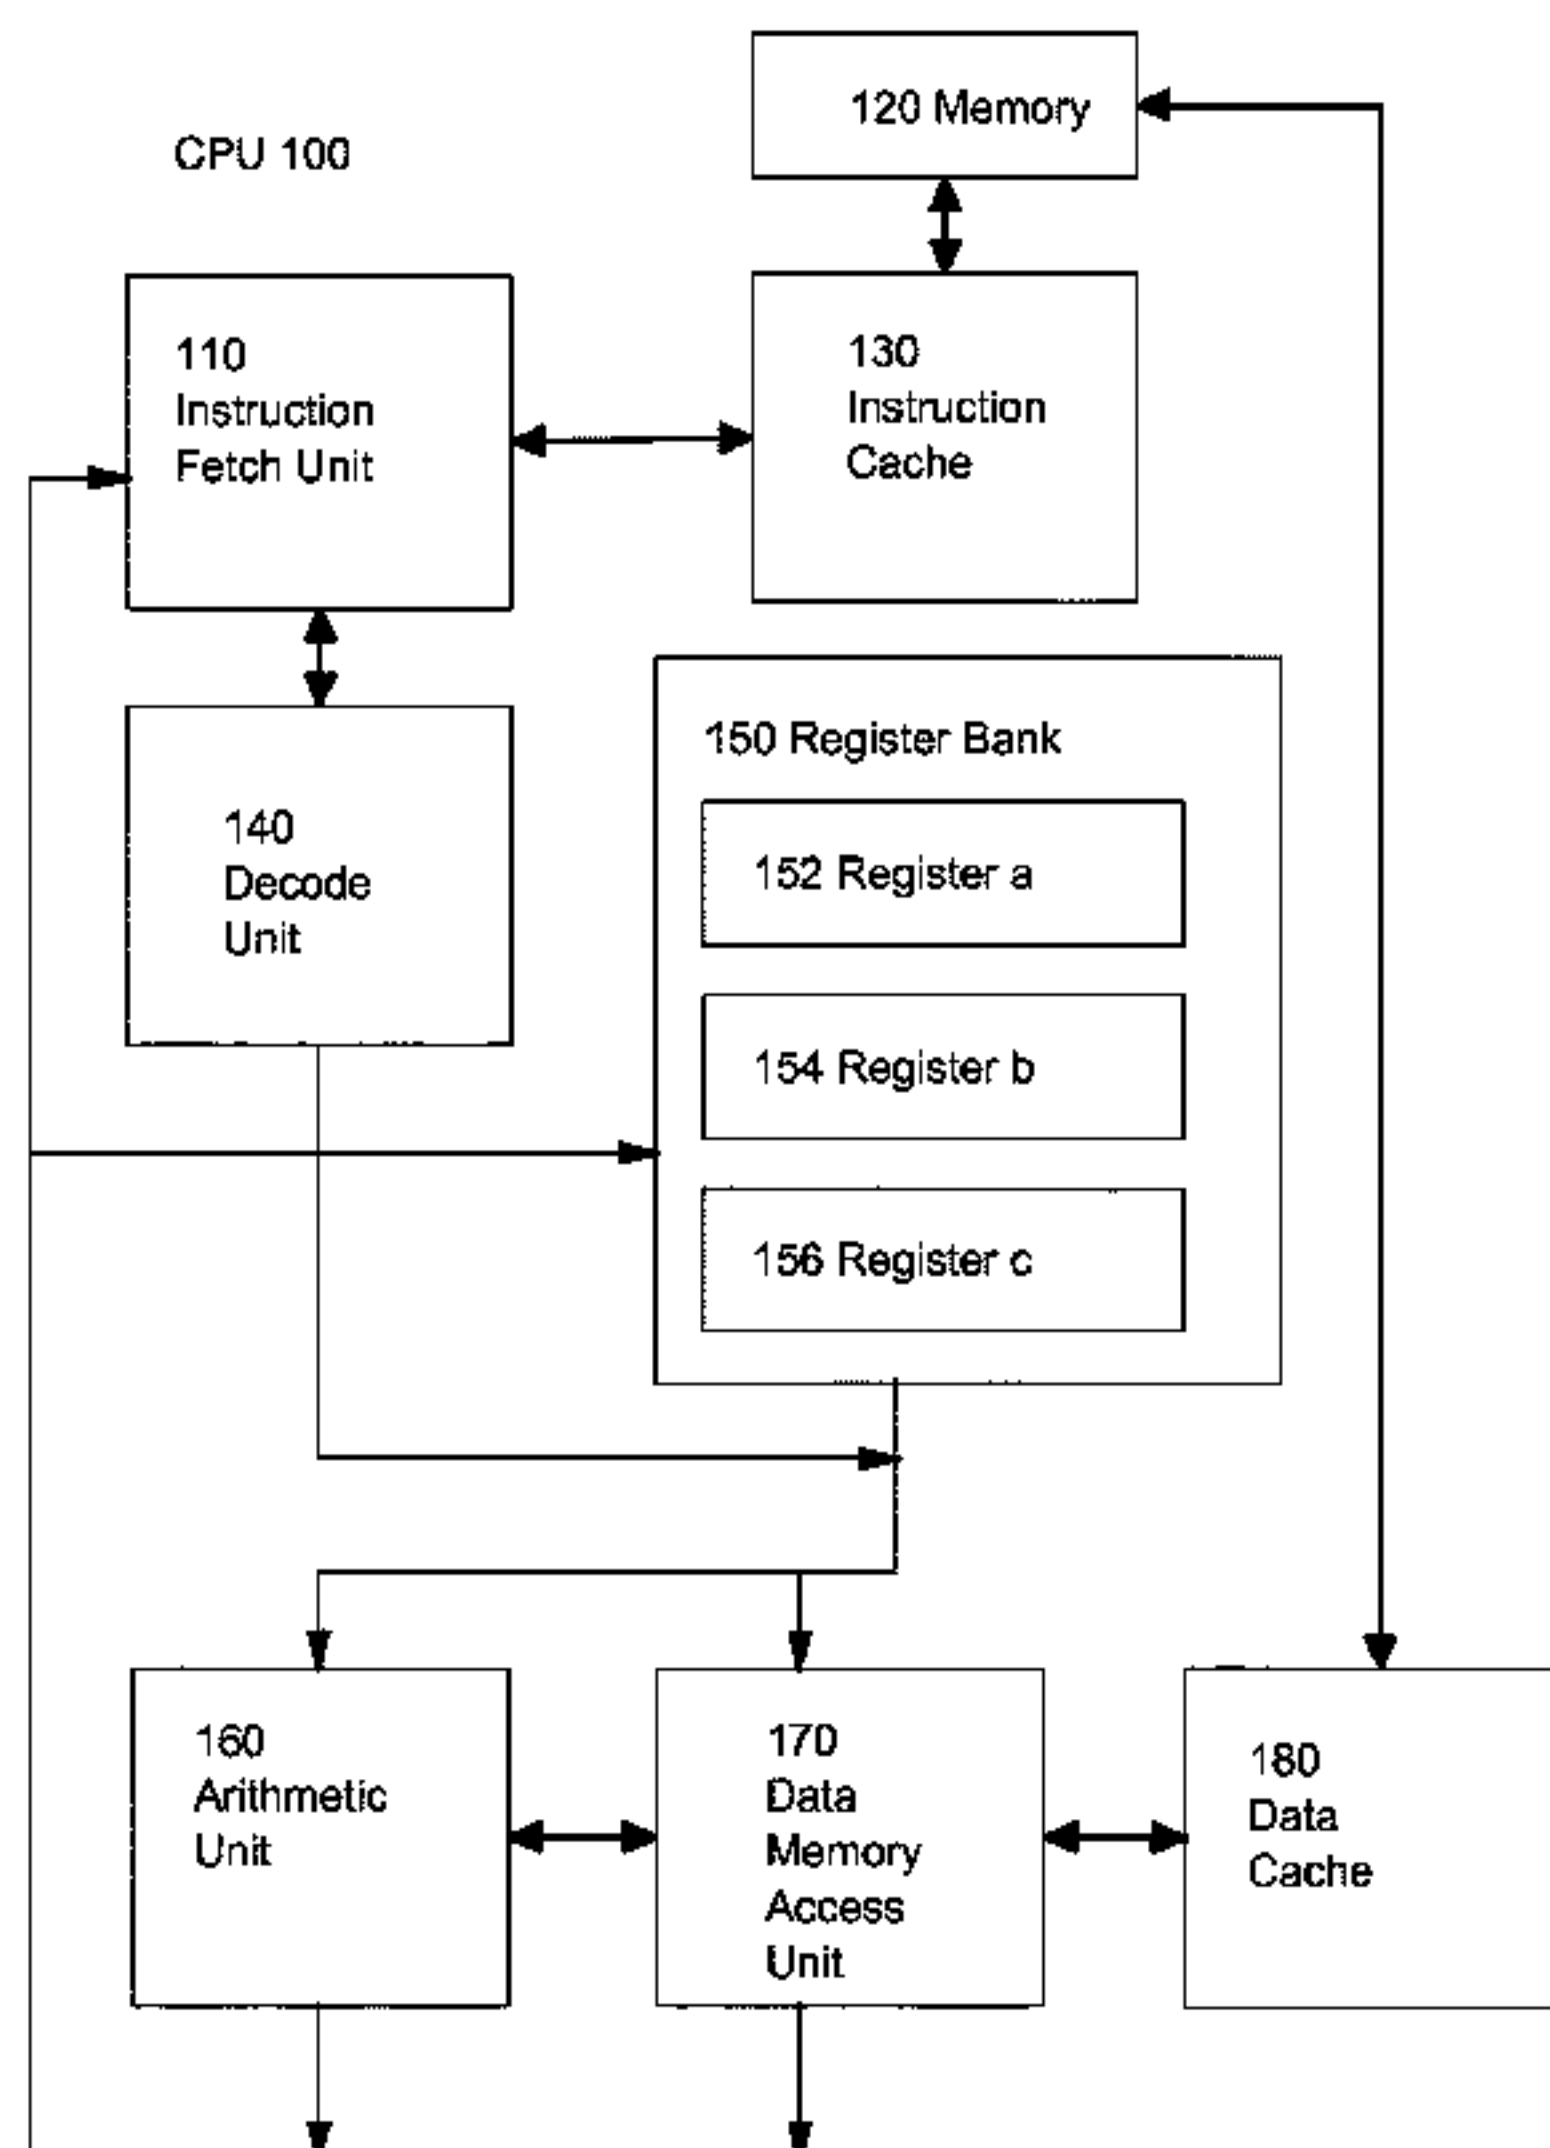 120 Memory
CPU 100
110
Instruction
Fetch Unit
130
Instruction
Cache
150 Register Bank
140
Decode
Unit
152 Register a
154 Register b
156 Register c
160
Arithmetic
Unit
170
Data
Memory
Access
Unit
180
Data
Cache